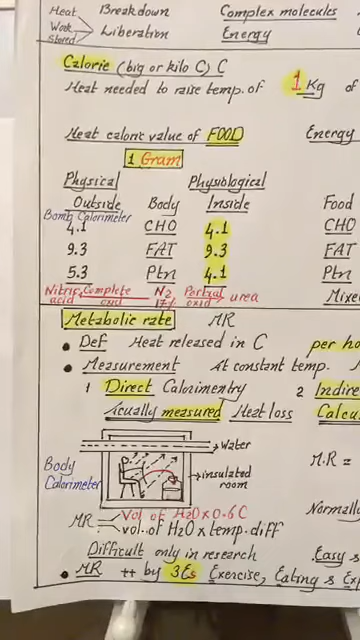 Heat Breakdown Complex molecules
Work
Stored Liberation Energy
Calorie (big or kilo C) C
Heat needed to raise temp. of 1 Kg of
Heat caloric value of FOOD Energy
1 Gram
Physical Physiological
Outside Body Inside Food
Bomb Calorimeter
4.1 CHO 4.1 CHO
9.3 FAT 9.3 FAT
5.3 Ptn 4.1 Ptn
Nitric acid Complete oxid N2 17% Partial oxid urea Mixed
Metabolic rate MR
• Def Heat released in C per ho
• Measurement At constant temp.
1 Direct Calorimentry 2 Indire
Acually measured Heat loss Calcu
Water
Body Calorimeter insulated room M.R =
MR = Vol of H2O x 0.6 C
vol. of H2O x temp. diff Normally
Difficult only in research Easy &
• MR ++ by 3Es Exercise, Eating & Ex